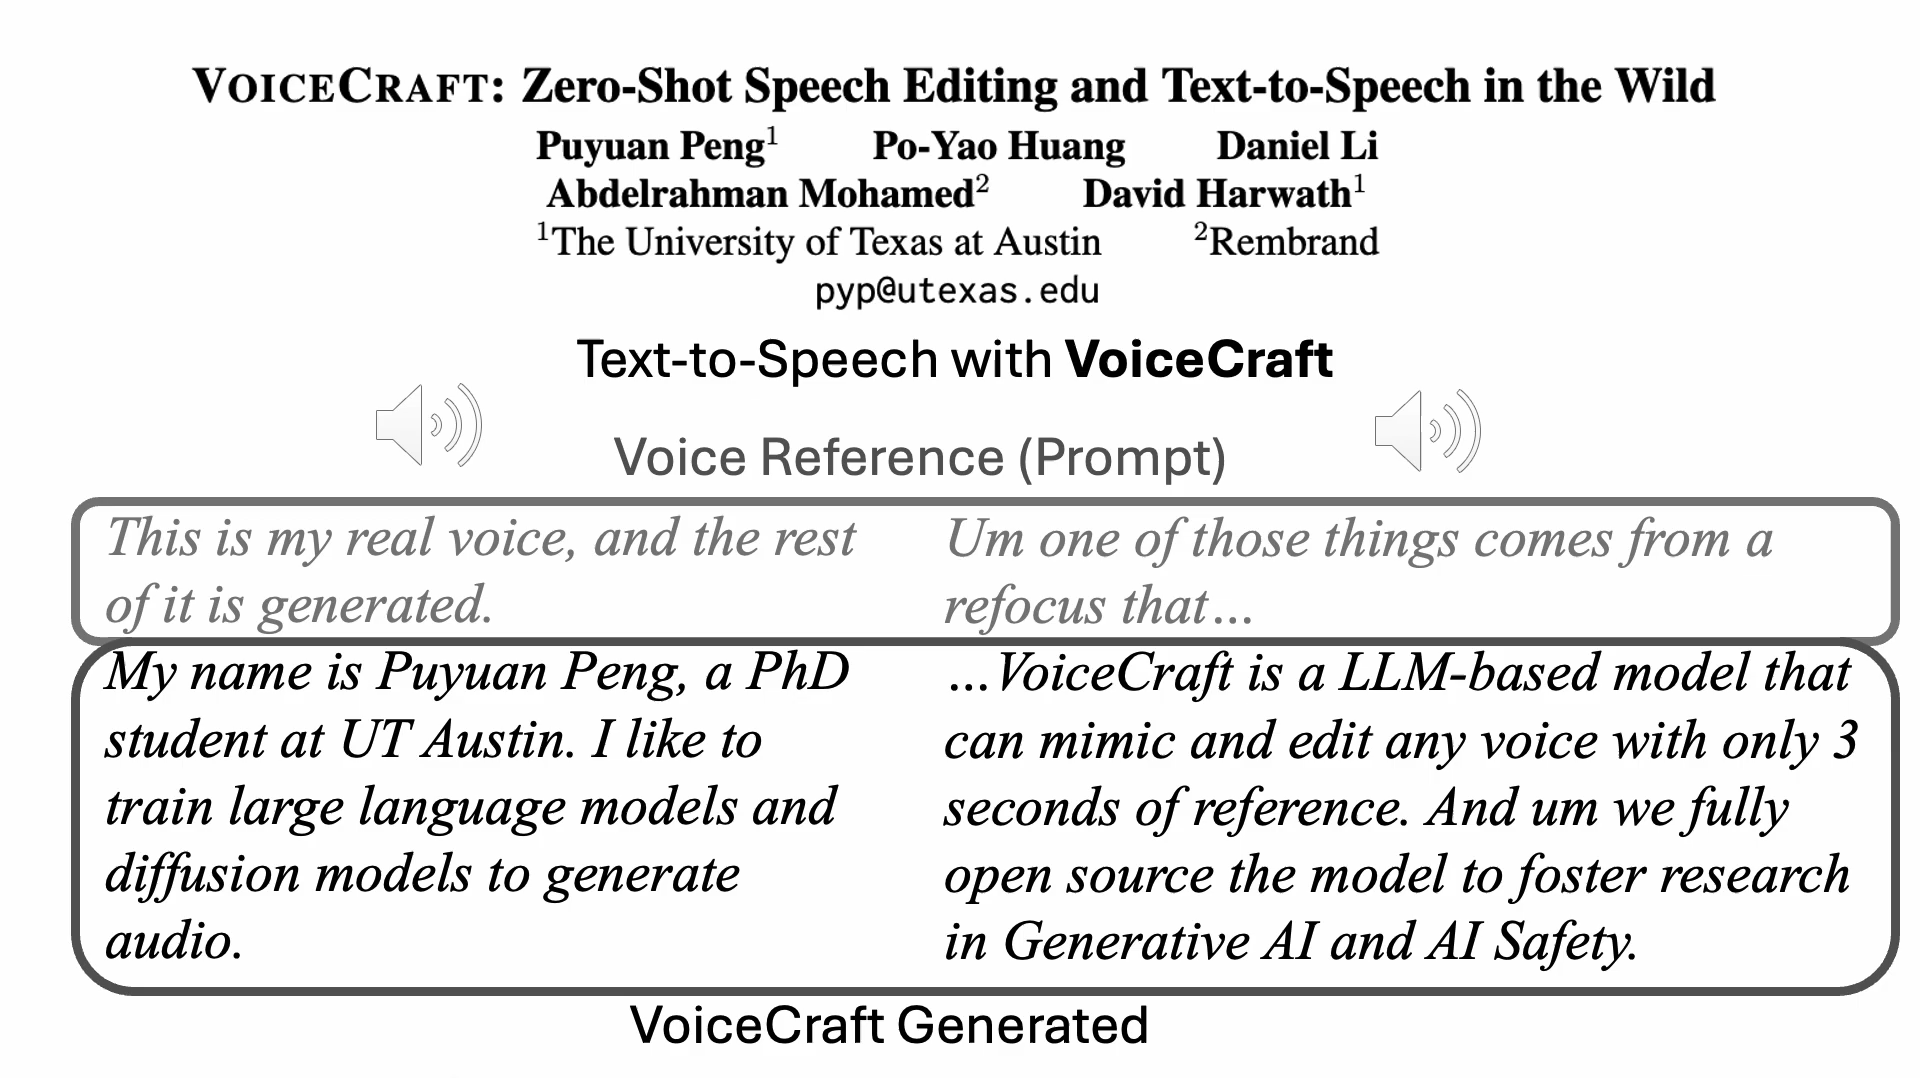 VOICECRAFT: Zero-Shot Speech Editing and Text-to-Speech in the Wild
Puyuan Peng¹ Po-Yao Huang Daniel Li
Abdelrahman Mohamed² David Harwath¹
¹The University of Texas at Austin ²Rembrand
pyp@utexas.edu
Text-to-Speech with VoiceCraft
Voice Reference (Prompt)
This is my real voice, and the rest
of it is generated.
Um one of those things comes from a
refocus that...
My name is Puyuan Peng, a PhD
student at UT Austin. I like to
train large language models and
diffusion models to generate
audio.
...VoiceCraft is a LLM-based model that
can mimic and edit any voice with only 3
seconds of reference. And um we fully
open source the model to foster research
in Generative AI and AI Safety.
VoiceCraft Generated